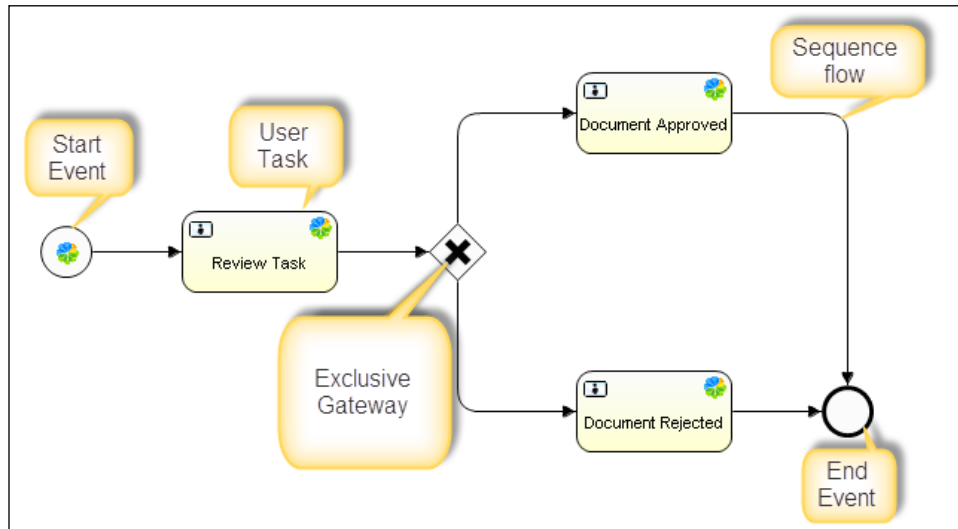 Start
Event
User
Task
Sequence
flow
Document Approved
Review Task
Exclusive
Gateway
Document Rejected
End
Event